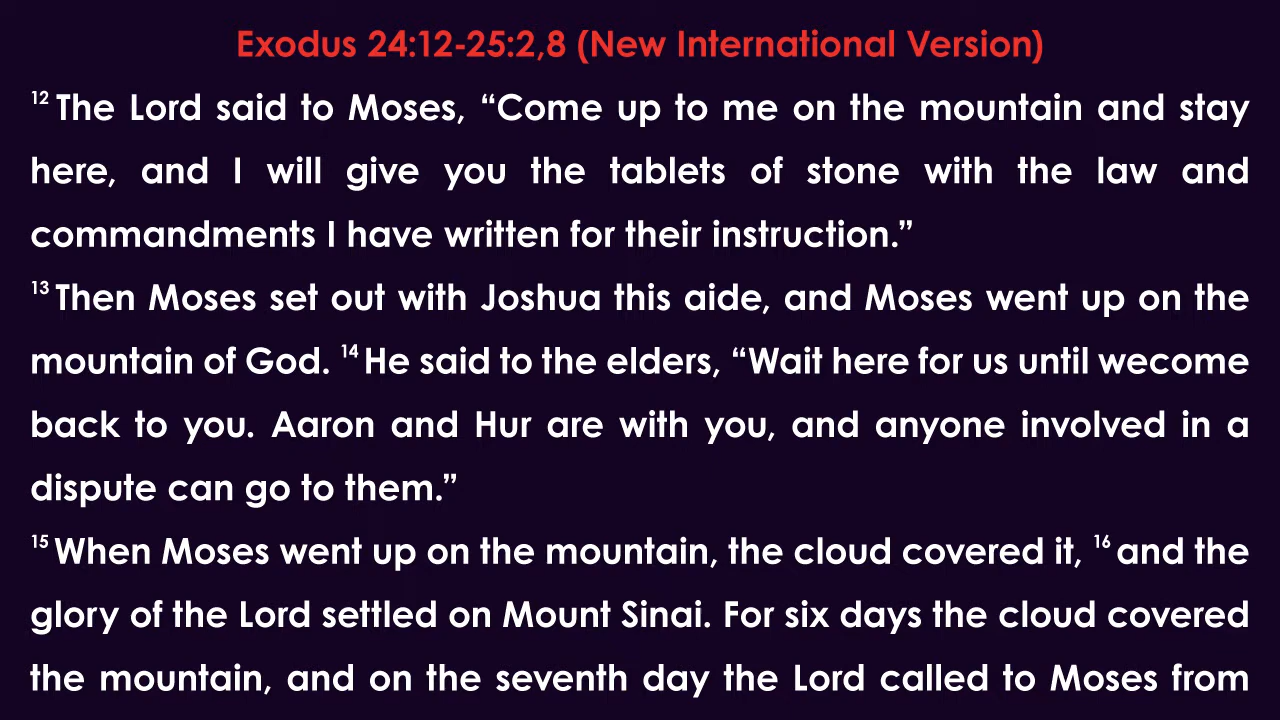 Exodus 24:12-25:2,8 (New International Version)
12 The Lord said to Moses, “Come up to me on the mountain and stay
here, and I will give you the tablets of stone with the law and
commandments I have written for their instruction.”
13 Then Moses set out with Joshua this aide, and Moses went up on the
mountain of God. 14 He said to the elders, “Wait here for us until wecome
back to you. Aaron and Hur are with you, and anyone involved in a
dispute can go to them.”
15 When Moses went up on the mountain, the cloud covered it, 16 and the
glory of the Lord settled on Mount Sinai. For six days the cloud covered
the mountain, and on the seventh day the Lord called to Moses from